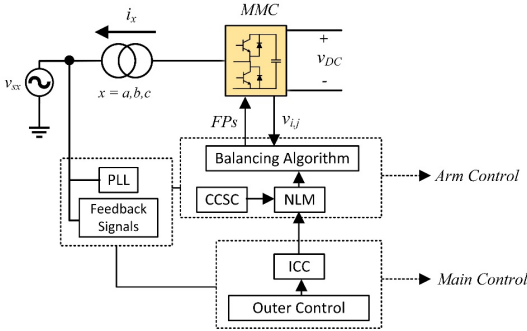 MMC
i_x
+
v_DC
-
v_sx
x = a,b,c
FPs
v_i,j
Balancing Algorithm
PLL
Arm Control
CCSC
NLM
Feedback
Signals
ICC
Main Control
Outer Control